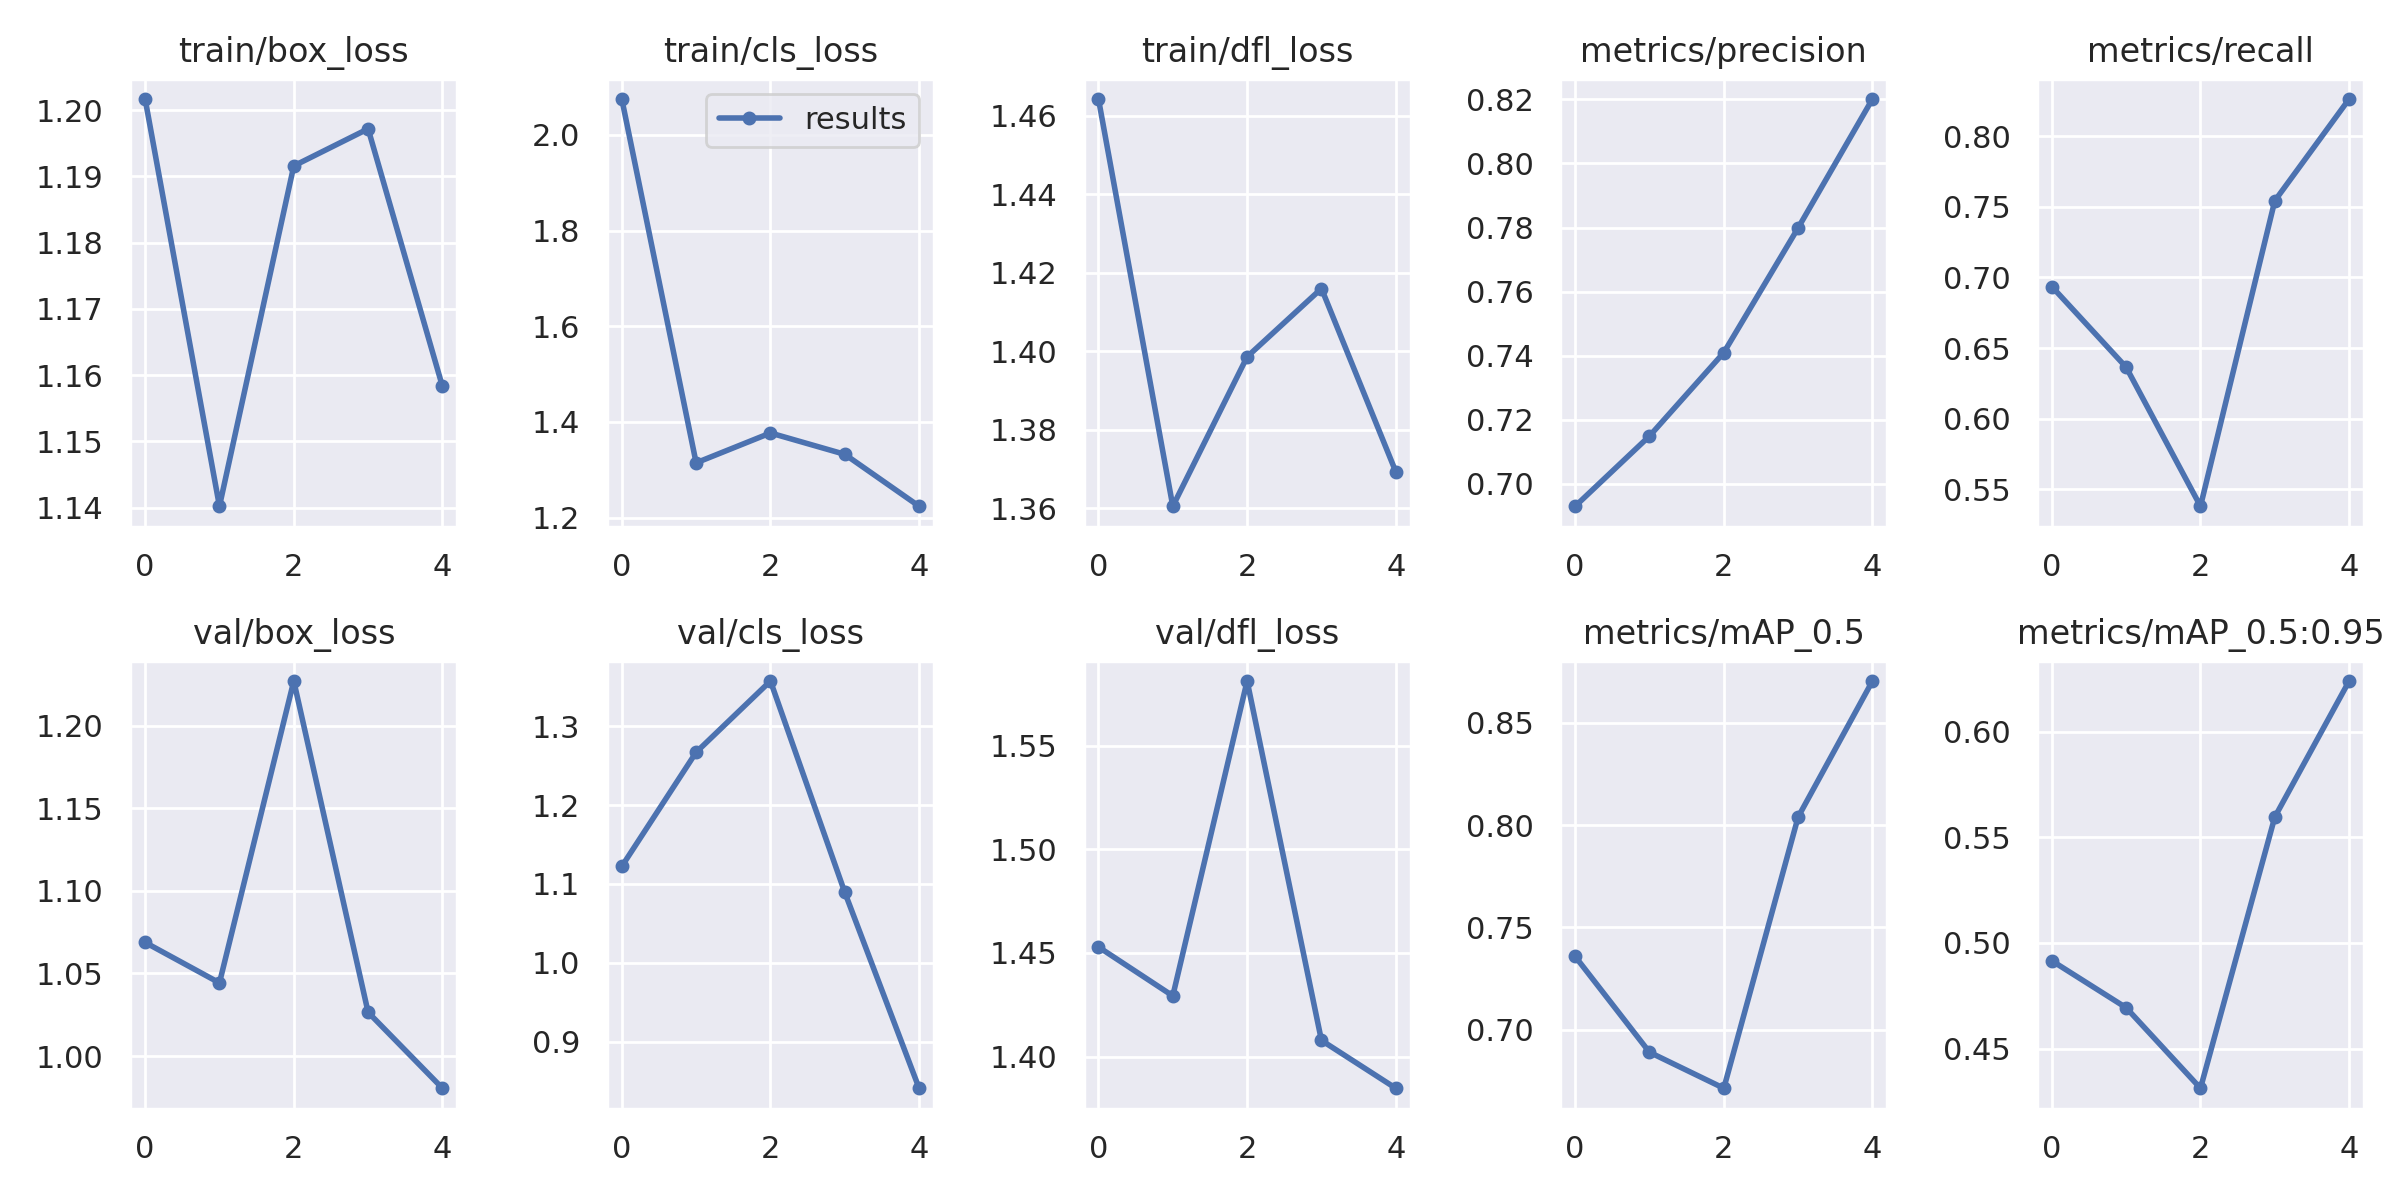 train/box_loss
1.20
1.19
1.18
1.17
1.16
1.15
1.14
0 2 4
train/cls_loss
results
2.0
1.8
1.6
1.4
1.2
0 2 4
train/dfl_loss
1.46
1.44
1.42
1.40
1.38
1.36
0 2 4
metrics/precision
0.82
0.80
0.78
0.76
0.74
0.72
0.70
0 2 4
metrics/recall
0.80
0.75
0.70
0.65
0.60
0.55
0 2 4
val/box_loss
1.20
1.15
1.10
1.05
1.00
0 2 4
val/cls_loss
1.3
1.2
1.1
1.0
0.9
0 2 4
val/dfl_loss
1.55
1.50
1.45
1.40
0 2 4
metrics/mAP_0.5
0.85
0.80
0.75
0.70
0 2 4
metrics/mAP_0.5:0.95
0.60
0.55
0.50
0.45
0 2 4